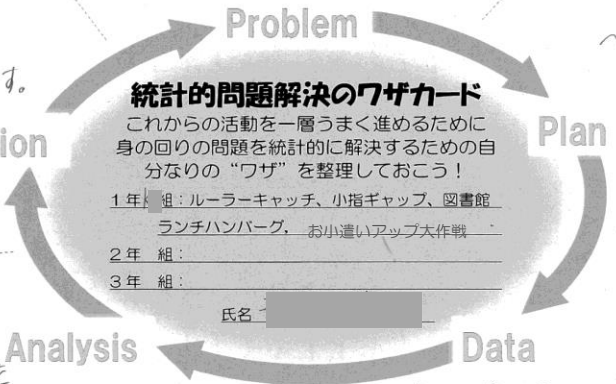 Problem
す。
統計的問題解決のワザカード
これからの活動を一層うまく進めるために
身の回りの問題を統計的に解決するための自
分なりの“ワザ”を整理しておこう！
ion
Plan
1年 組：ルーラーキャッチ、小指ギャップ、図書館
ランチハンバーグ， お小遣いアップ大作戦
2年 組：
3年 組：
氏名
Analysis
Data